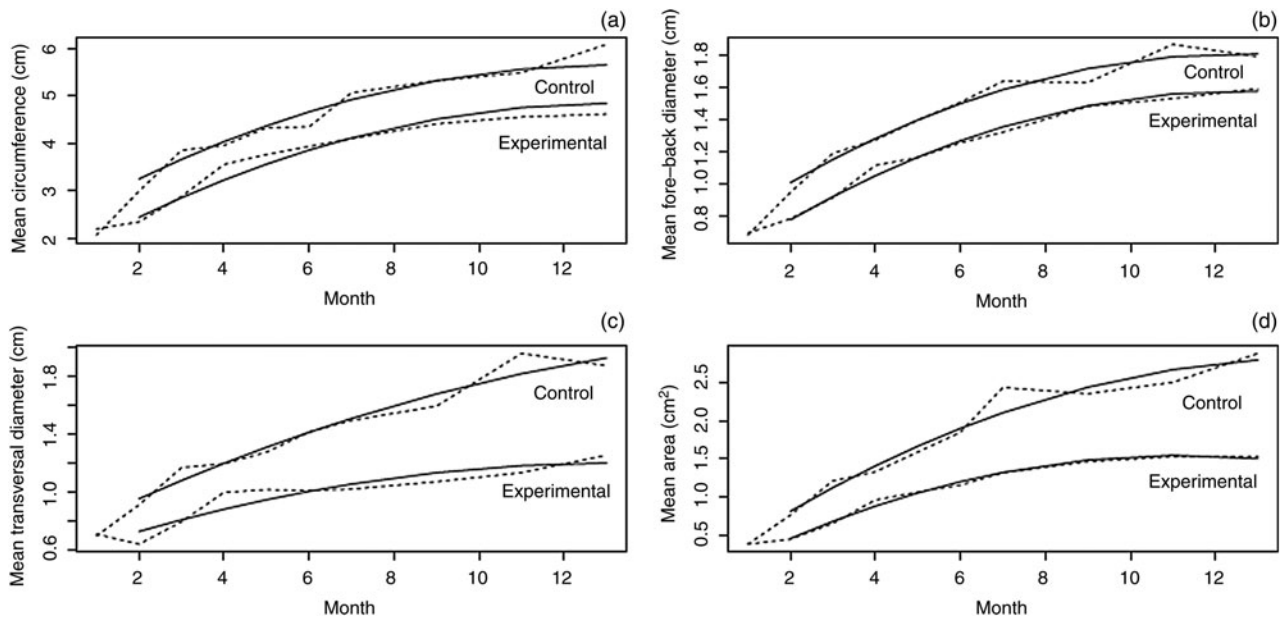 (a)
Mean circumference (cm)
6
5
4
3
2
Control
Experimental
2 4 6 8 10 12
Month
(b)
Mean fore–back diameter (cm)
1.8
1.6
1.4
1.2
1.0
0.8
Control
Experimental
2 4 6 8 10 12
Month
(c)
Mean transversal diameter (cm)
1.8
1.4
1.0
0.6
Control
Experimental
2 4 6 8 10 12
Month
(d)
Mean area (cm²)
2.5
2.0
1.5
1.0
0.5
Control
Experimental
2 4 6 8 10 12
Month